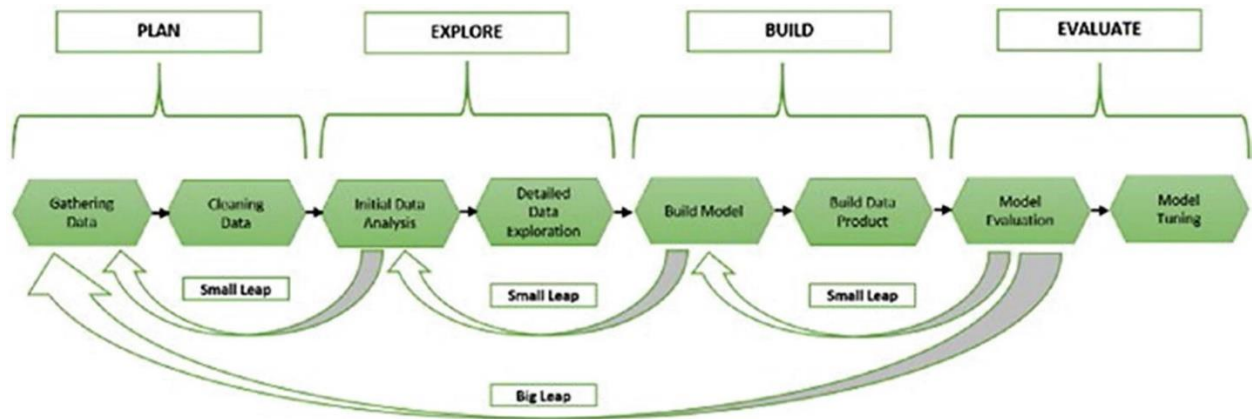 PLAN
EXPLORE
BUILD
EVALUATE
Gathering
Data
Cleaning
Data
Initial Data
Analysis
Detailed
Data
Exploration
Build Model
Build Data
Product
Model
Evaluation
Model
Tuning
Small Leap
Small Leap
Small Leap
Big Leap